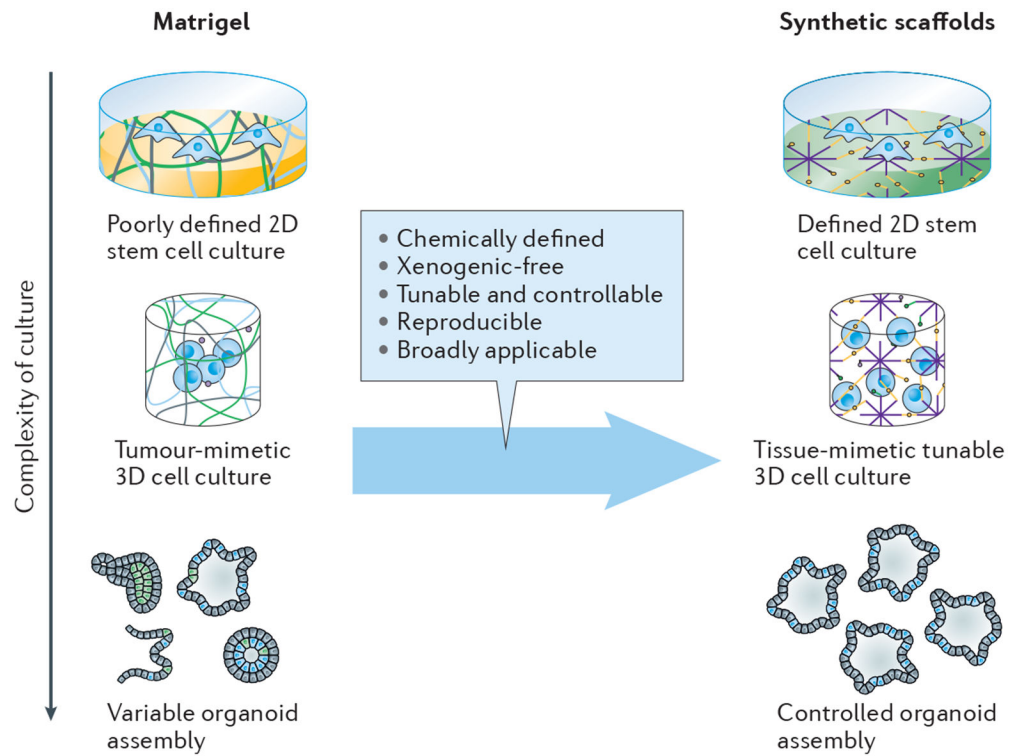 Matrigel
Synthetic scaffolds
Complexity of culture
Poorly defined 2D
stem cell culture
Defined 2D stem
cell culture
• Chemically defined
• Xenogenic-free
• Tunable and controllable
• Reproducible
• Broadly applicable
Tumour-mimetic
3D cell culture
Tissue-mimetic tunable
3D cell culture
Variable organoid
assembly
Controlled organoid
assembly